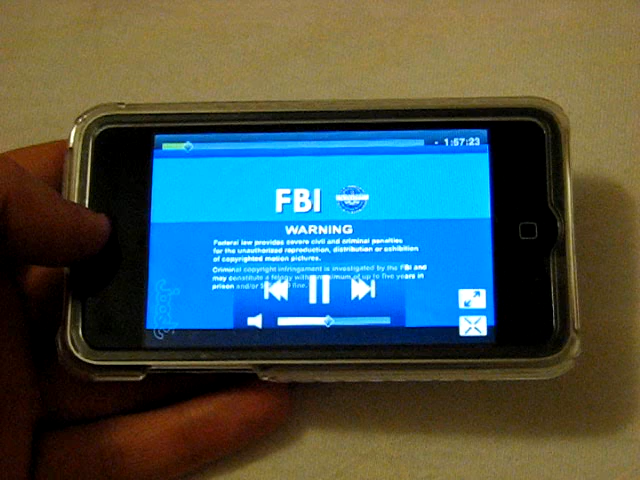 - 1:57:23
FBI
WARNING
Federal law provides severe civil and criminal penalties
for the unauthorized reproduction, distribution or exhibition
of copyrighted motion pictures.
Criminal copyright infringement is investigated by the FBI and
may constitute a felony with maximum of up to five years in
prison and/or fine.